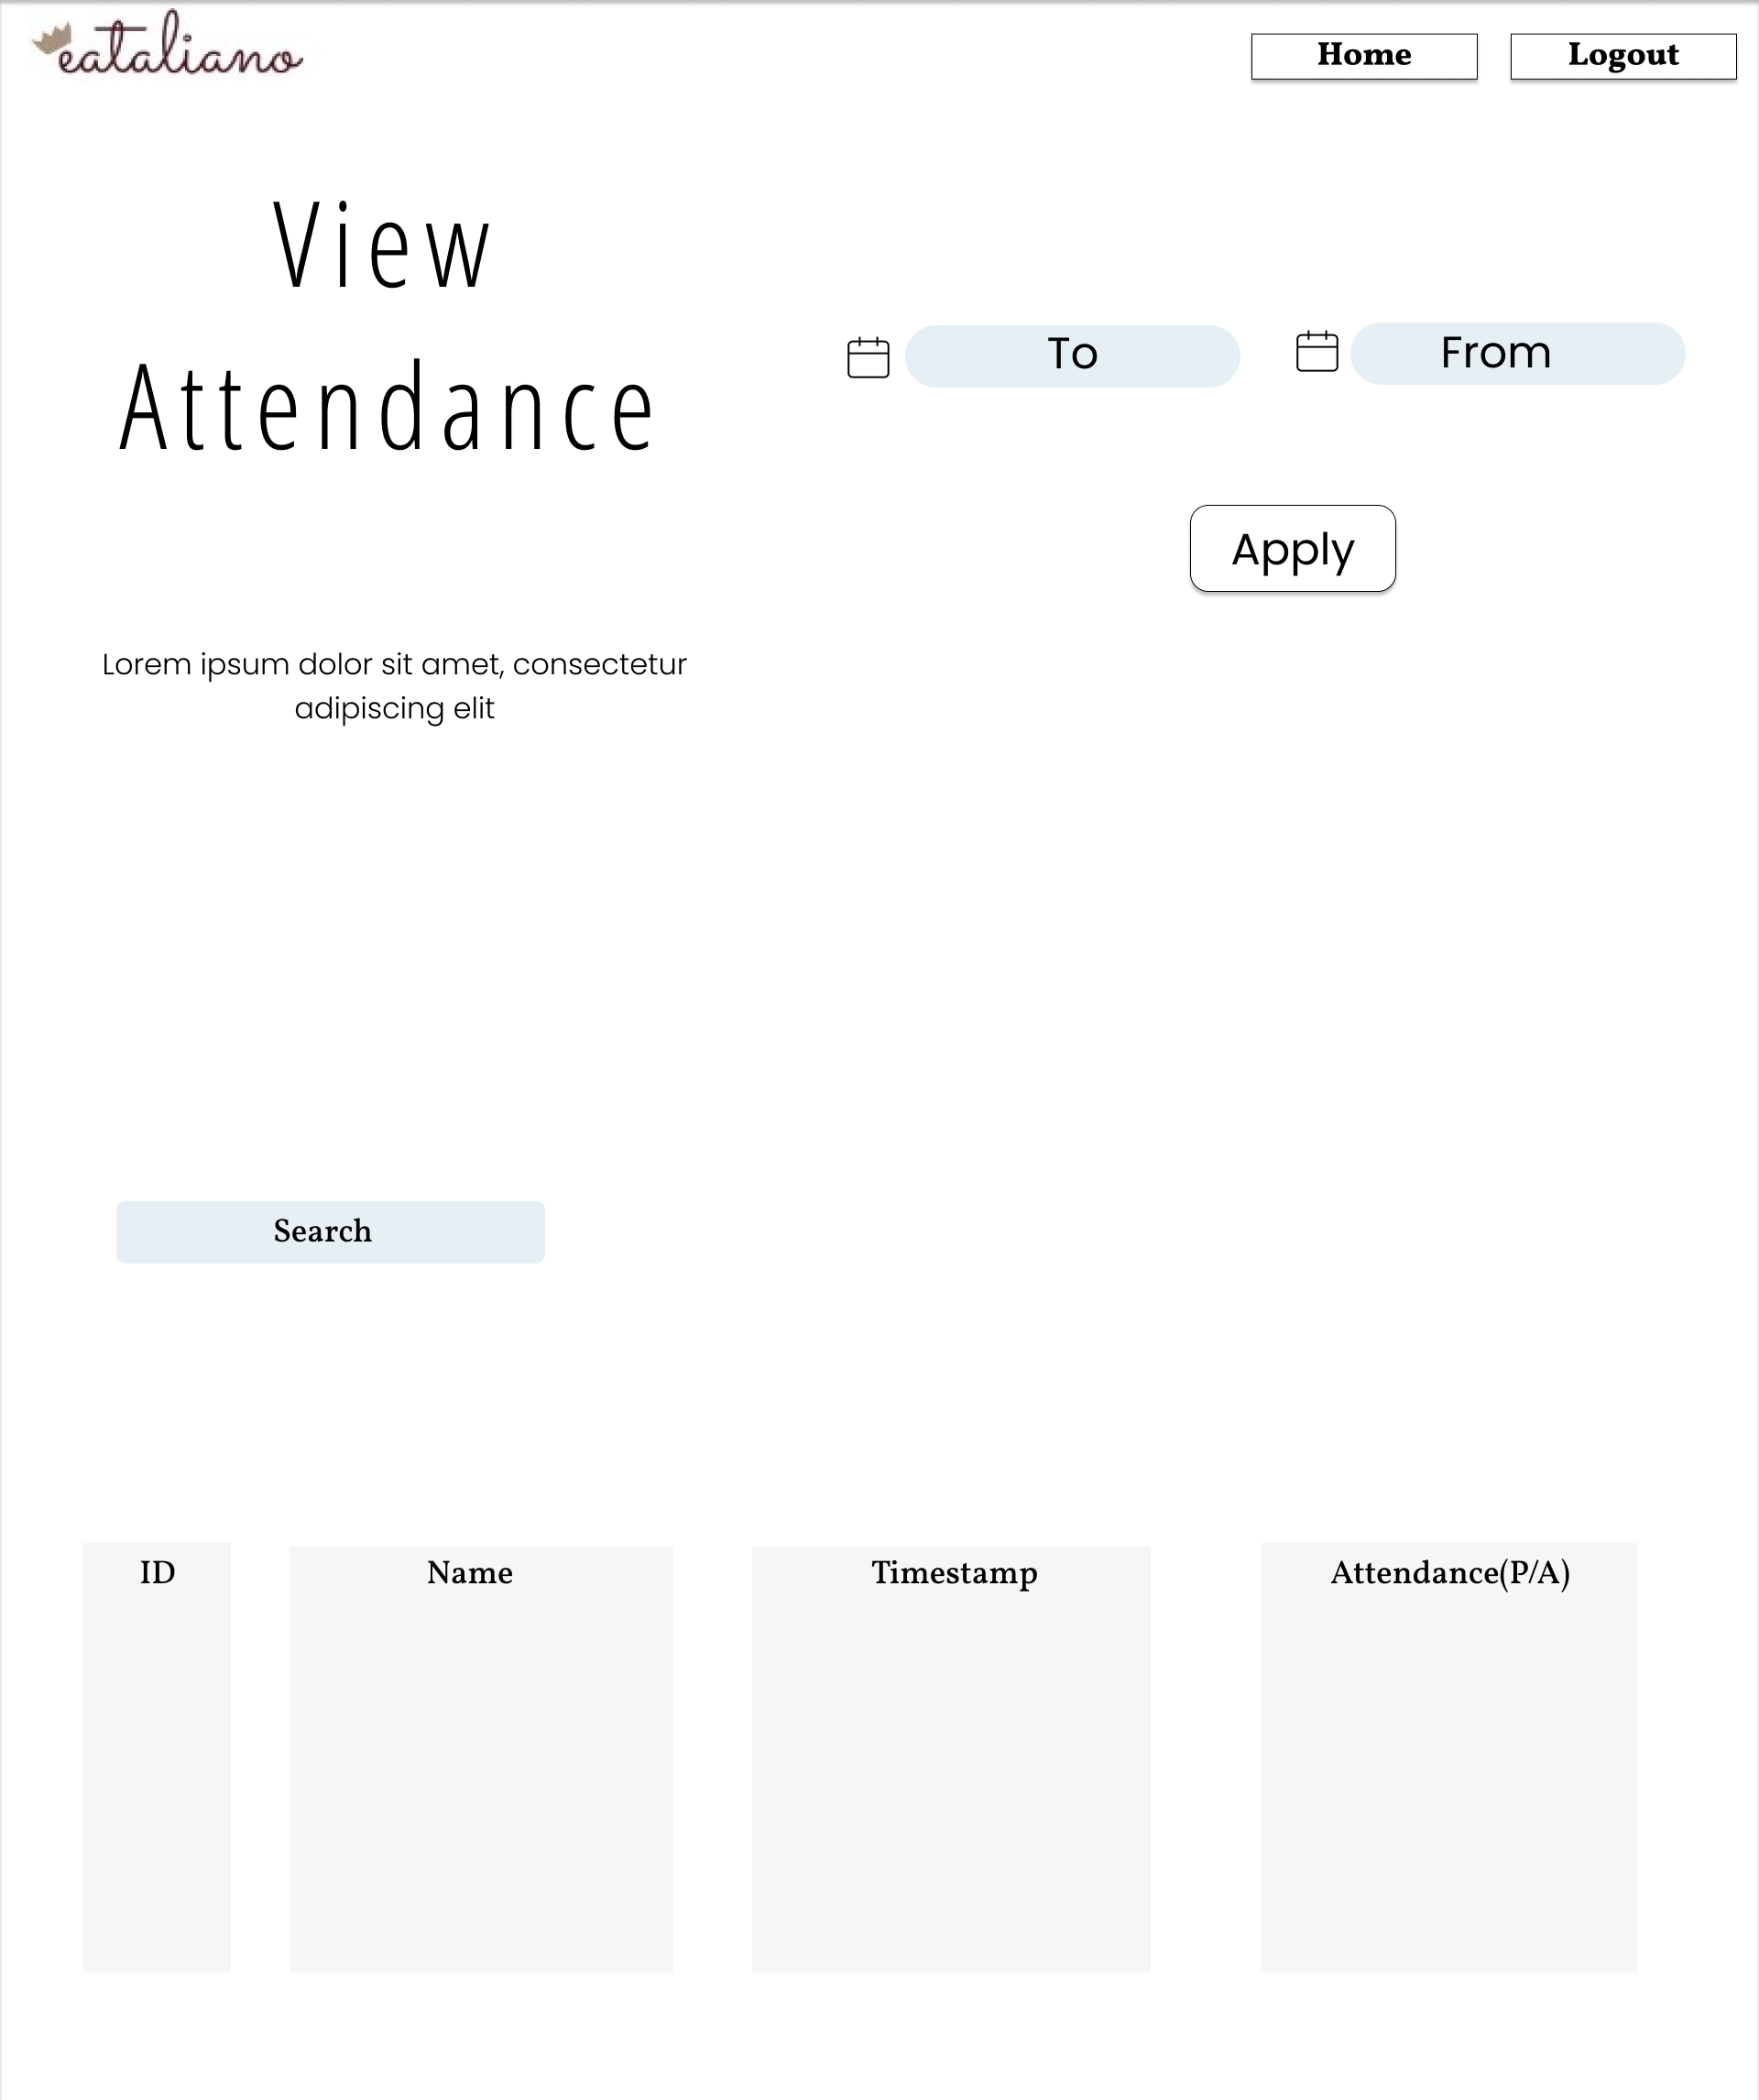 eataliano
Home
Logout
View
Attendance
To
From
Apply
Lorem ipsum dolor sit amet, consectetur
adipiscing elit
Search
ID
Name
Timestamp
Attendance(P/A)